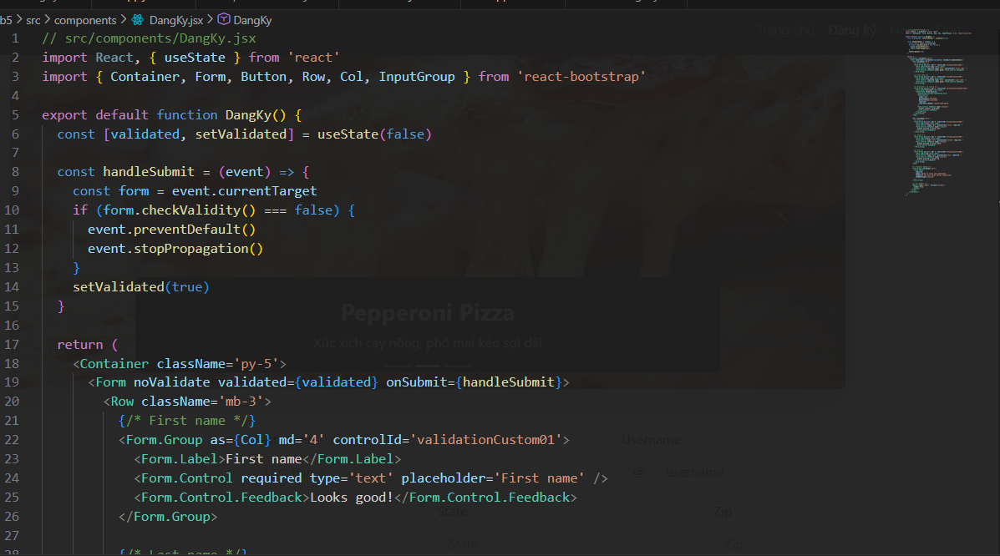 b5 > src > components > DangKy.jsx > DangKy
Trang chủ Đăng ký
1 // src/components/DangKy.jsx
2 import React, { useState } from 'react'
3 import { Container, Form, Button, Row, Col, InputGroup } from 'react-bootstrap'
4
5 export default function DangKy() {
6 const [validated, setValidated] = useState(false)
7
8 const handleSubmit = (event) => {
9 const form = event.currentTarget
10 if (form.checkValidity() === false) {
11 event.preventDefault()
12 event.stopPropagation()
13 }
14 setValidated(true)
15 }
16
Pepperoni Pizza
Xúc xích cay nồng, phô mai kéo sợi dài
17 return (
18 <Container className='py-5'>
19 <Form noValidate validated={validated} onSubmit={handleSubmit}>
20 <Row className='mb-3'>
21 {/* First name */}
22 <Form.Group as={Col} md='4' controlId='validationCustom01'>
Username
23 <Form.Label>First name</Form.Label>
24 <Form.Control required type='text' placeholder='First name' />
@ username
25 <Form.Control.Feedback>Looks good!</Form.Control.Feedback>
26 </Form.Group>
State Zip
27
28 {/* Last name */}
State Zip